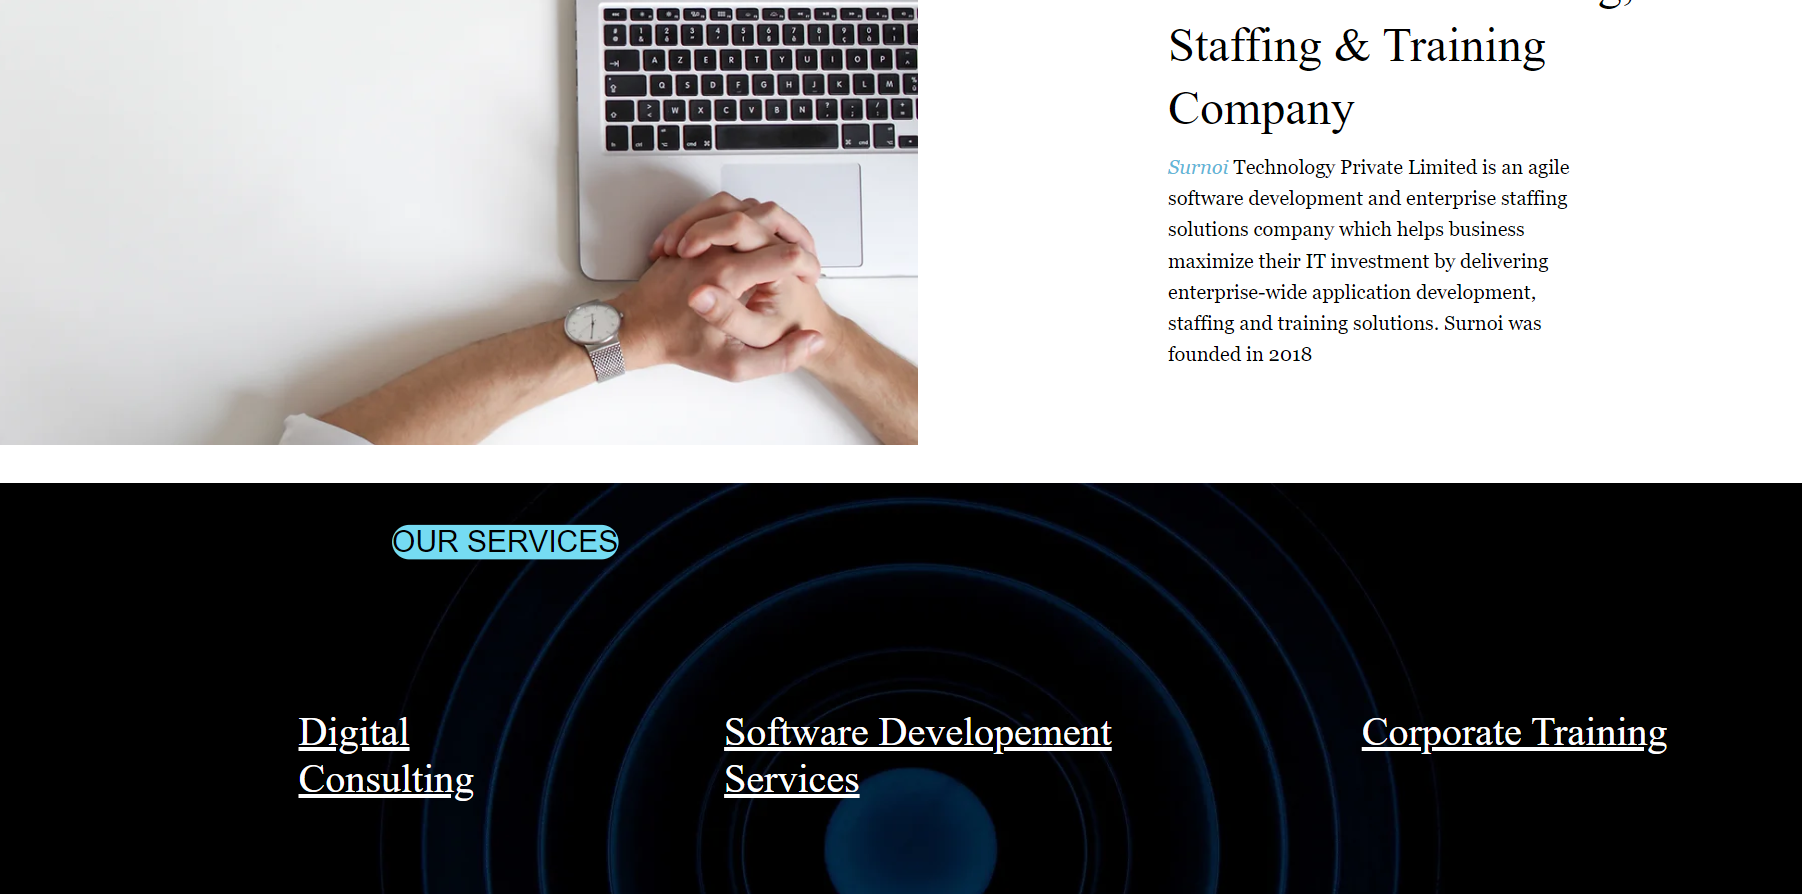 Staffing & Training
Company
Surnoi Technology Private Limited is an agile
software development and enterprise staffing
solutions company which helps business
maximize their IT investment by delivering
enterprise-wide application development,
staffing and training solutions. Surnoi was
founded in 2018
OUR SERVICES
Digital
Consulting
Software Developement
Services
Corporate Training